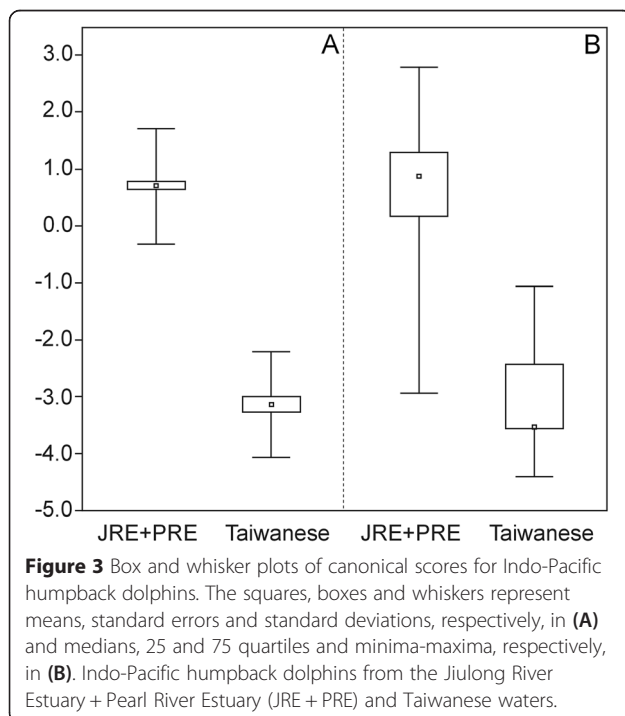 A B
3.0
2.0
1.0
0.0
-1.0
-2.0
-3.0
-4.0
-5.0
JRE+PRE Taiwanese JRE+PRE Taiwanese
Figure 3 Box and whisker plots of canonical scores for Indo-Pacific
humpback dolphins. The squares, boxes and whiskers represent
means, standard errors and standard deviations, respectively, in (A)
and medians, 25 and 75 quartiles and minima-maxima, respectively,
in (B). Indo-Pacific humpback dolphins from the Jiulong River
Estuary + Pearl River Estuary (JRE + PRE) and Taiwanese waters.